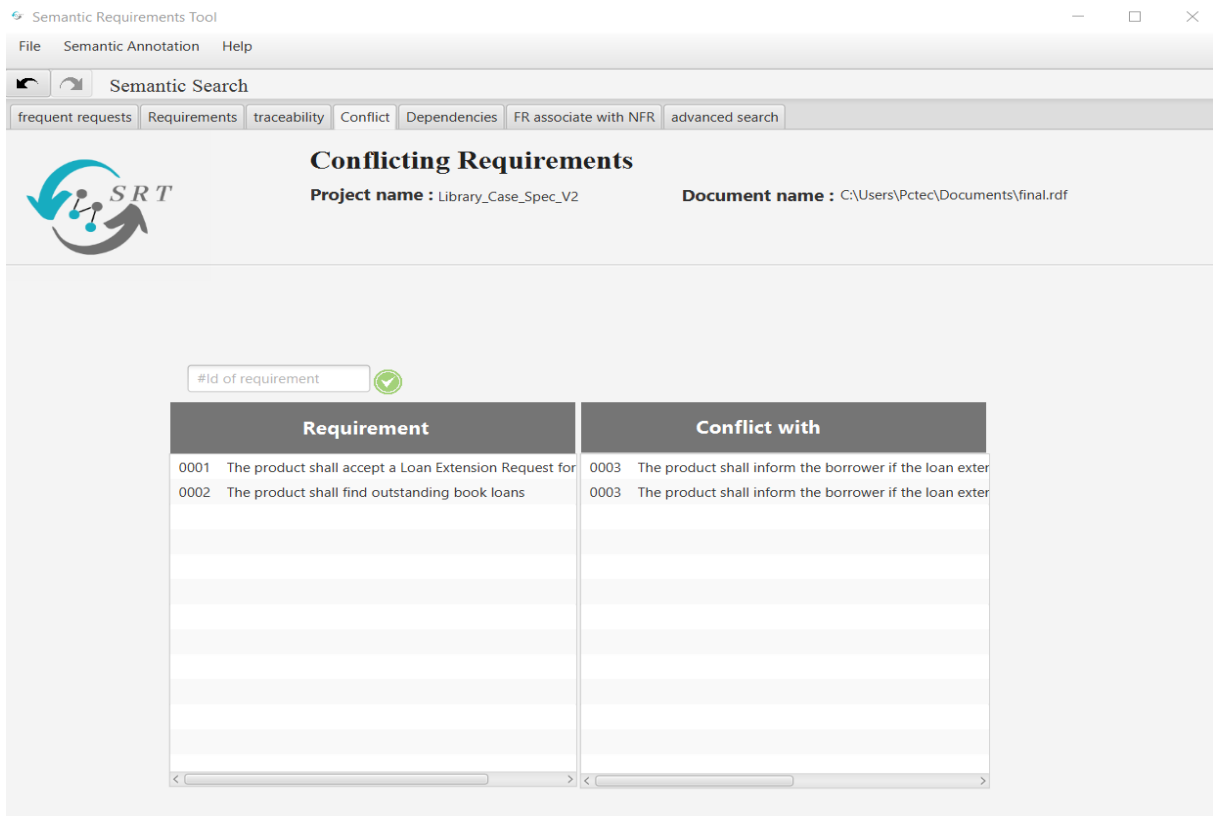 Semantic Requirements Tool
File Semantic Annotation Help
Semantic Search
frequent requests Requirements traceability Conflict Dependencies FR associate with NFR advanced search
SRT
Conflicting Requirements
Project name : Library_Case_Spec_V2 Document name : C:\Users\Pctec\Documents\final.rdf
#Id of requirement
Requirement Conflict with
0001 The product shall accept a Loan Extension Request for 0003 The product shall inform the borrower if the loan exter
0002 The product shall find outstanding book loans 0003 The product shall inform the borrower if the loan exter